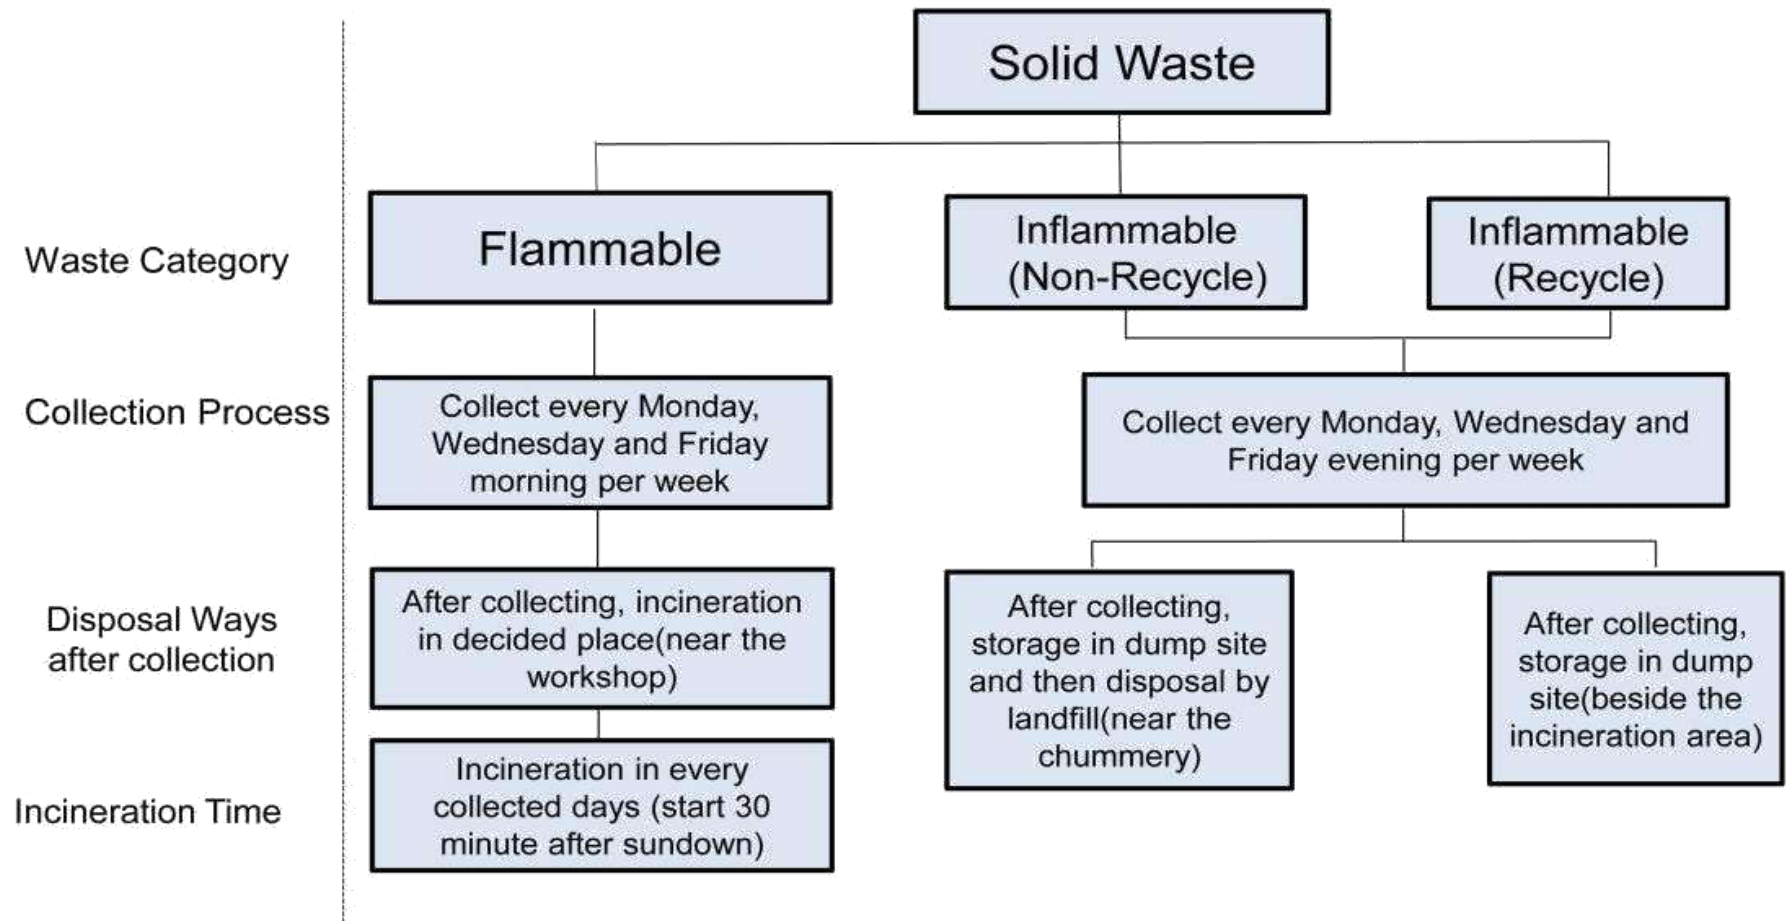 Solid Waste
Waste Category
Flammable
Inflammable
(Non-Recycle)
Inflammable
(Recycle)
Collection Process
Collect every Monday,
Wednesday and Friday
morning per week
Collect every Monday, Wednesday and
Friday evening per week
Disposal Ways
after collection
After collecting, incineration
in decided place(near the
workshop)
After collecting,
storage in dump site
and then disposal by
landfill(near the
chummery)
After collecting,
storage in dump
site(beside the
incineration area)
Incineration Time
Incineration in every
collected days (start 30
minute after sundown)